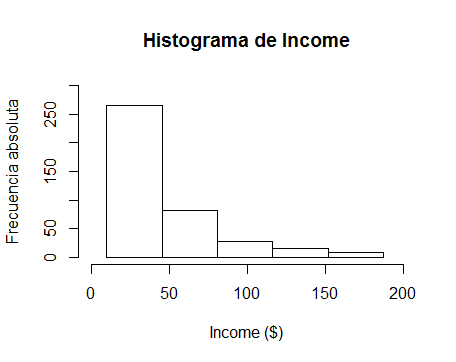 Histograma de Income
Frecuencia absoluta
250
150
50
0
0 50 100 150 200
Income ($)